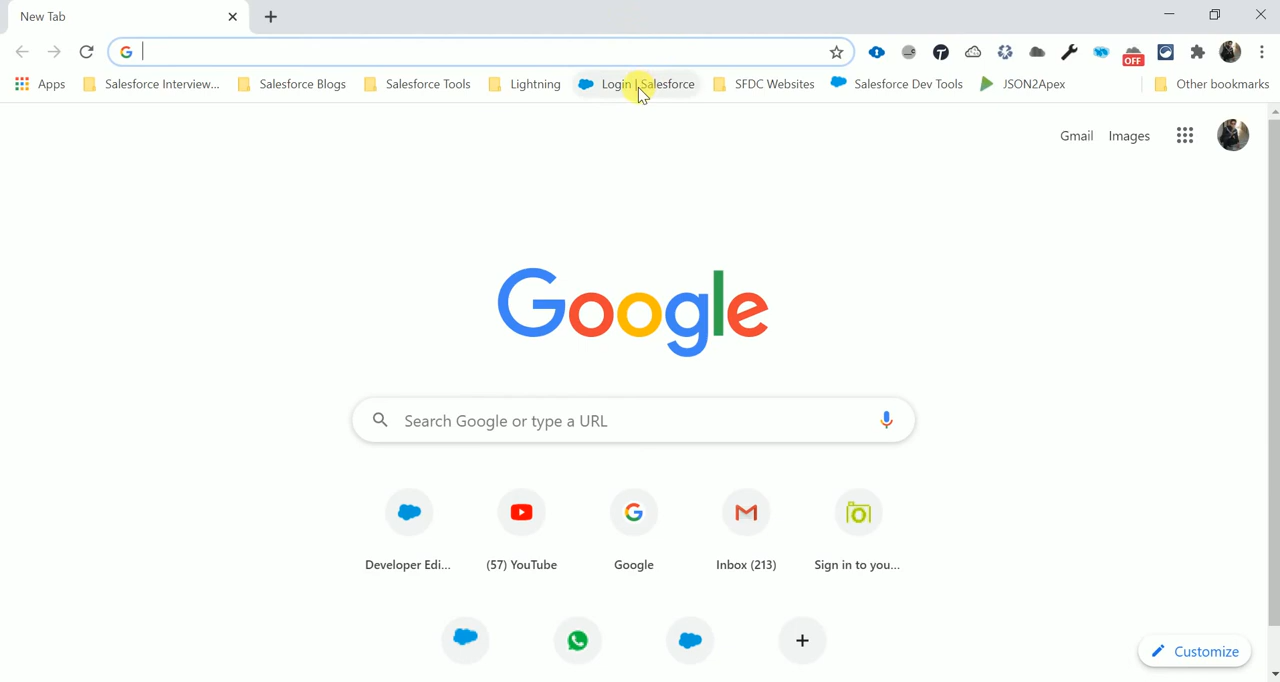 New Tab
Apps Salesforce Interview... Salesforce Blogs Salesforce Tools Lightning Login | Salesforce SFDC Websites Salesforce Dev Tools JSON2Apex Other bookmarks
OFF
Gmail Images
Google
Search Google or type a URL
Developer Edi... (57) YouTube Google Inbox (213) Sign in to you...
Customize